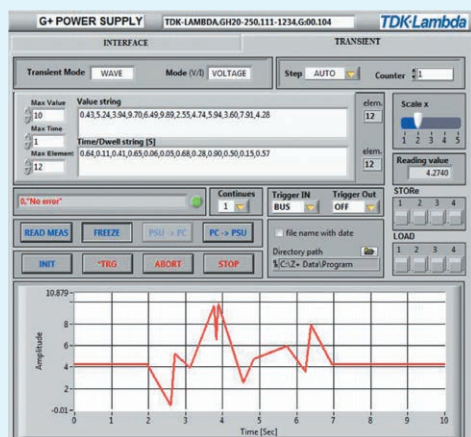 G+ POWER SUPPLY
TDK-LAMBDA,GH20-250,111-1234,G:00.104
TDK-Lambda
INTERFACE
TRANSIENT
Transient Mode WAVE Mode (V/I) VOLTAGE
Step AUTO Counter 1
Max Value Value string elem.
10 0.43,5.24,3.94,9.70,6.49,9.89,2.55,4.74,5.94,3.60,7.91,4.28 12
Max Time
1 Time/Dwell string [S]
Max Element 0.64,0.11,0.41,0.65,0.06,0.05,0.68,0.28,0.90,0.50,0.15,0.57 elem.
12 12
Scale x
1 2 3 4 5
Reading value
4.2740
0,"No error"
Continues
1
Trigger IN Trigger Out
BUS OFF
STORe
1 2 3 4
READ MEAS FREEZE PSU -> PC PC -> PSU
file name with date
Directory path
C:\Z+ Data\Program
LOAD
1 2 3 4
INIT *TRG ABORT STOP
10.879
8
6
4
2
-0.01
Amplitude
0 1 2 3 4 5 6 7 8 9 10
Time [Sec]